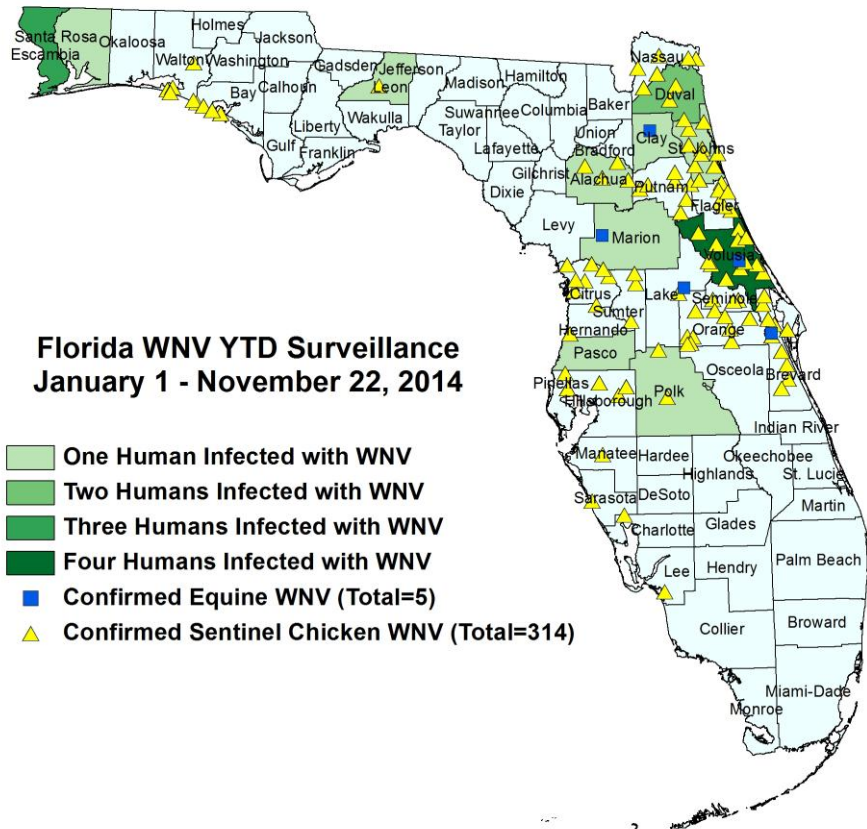 Holmes
Santa Rosa
Escambia
Okaloosa
Walton
Washington
Jackson
Bay
Calhoun
Gulf
Liberty
Franklin
Gadsden
Leon
Jefferson
Wakulla
Madison
Hamilton
Taylor
Suwannee
Columbia
Lafayette
Dixie
Gilchrist
Baker
Union
Bradford
Nassau
Duval
Clay
St. Johns
Alachua
Putnam
Flagler
Levy
Marion
Volusia
Citrus
Sumter
Lake
Seminole
Orange
Hernando
Pasco
Pinellas
Hillsborough
Polk
Osceola
Brevard
Indian River
Manatee
Hardee
Highlands
Okeechobee
St. Lucie
Sarasota
DeSoto
Martin
Charlotte
Glades
Lee
Hendry
Palm Beach
Collier
Broward
Monroe
Miami-Dade
Florida WNV YTD Surveillance
January 1 - November 22, 2014
One Human Infected with WNV
Two Humans Infected with WNV
Three Humans Infected with WNV
Four Humans Infected with WNV
Confirmed Equine WNV (Total=5)
Confirmed Sentinel Chicken WNV (Total=314)